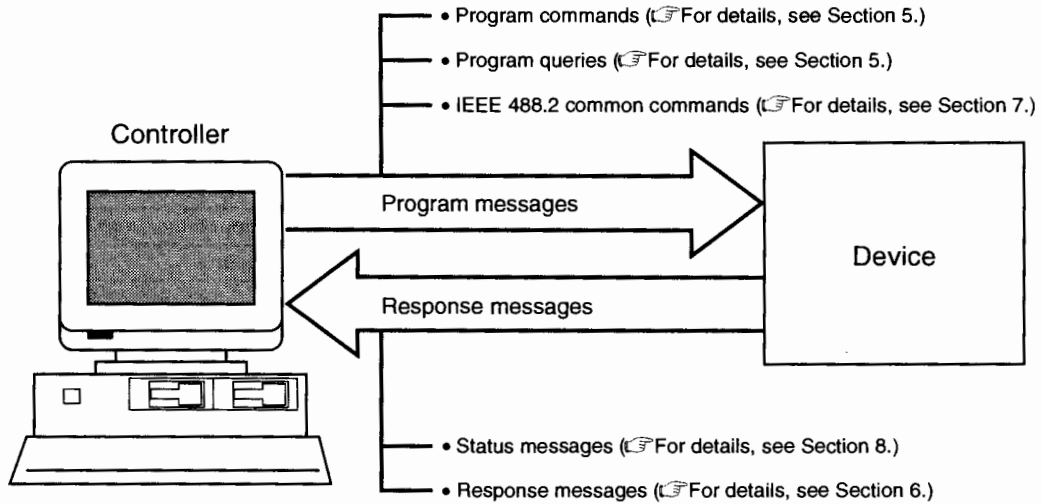 • Program commands (☞For details, see Section 5.)
• Program queries (☞For details, see Section 5.)
• IEEE 488.2 common commands (☞For details, see Section 7.)
Controller
Program messages
Device
Response messages
• Status messages (☞For details, see Section 8.)
• Response messages (☞For details, see Section 6.)